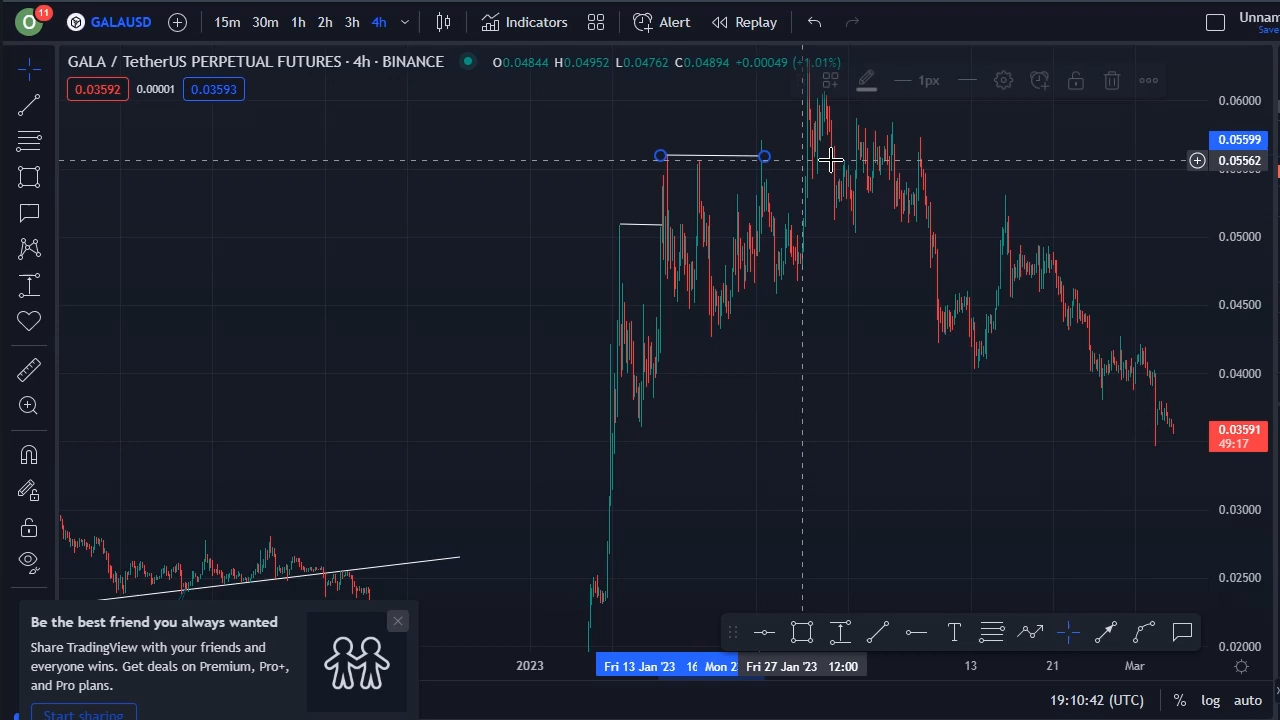 O 11 GALAUSD 15m 30m 1h 2h 3h 4h Indicators Alert Replay Unnam
Save
GALA / TetherUS PERPETUAL FUTURES · 4h · BINANCE O0.04844 H0.04952 L0.04762 C0.04894 +0.00049 (+1.01%)
0.03592 0.00001 0.03593
1px
0.06000
0.05599
0.05562
0.05000
0.04500
0.04000
0.03591
49:17
0.03000
0.02500
0.02000
Be the best friend you always wanted
Share TradingView with your friends and
everyone wins. Get deals on Premium, Pro+,
and Pro plans.
Start sharing
T
2023 Fri 13 Jan '23 16 Mon 2 Fri 27 Jan '23 12:00 13 21 Mar
19:10:42 (UTC) % log auto